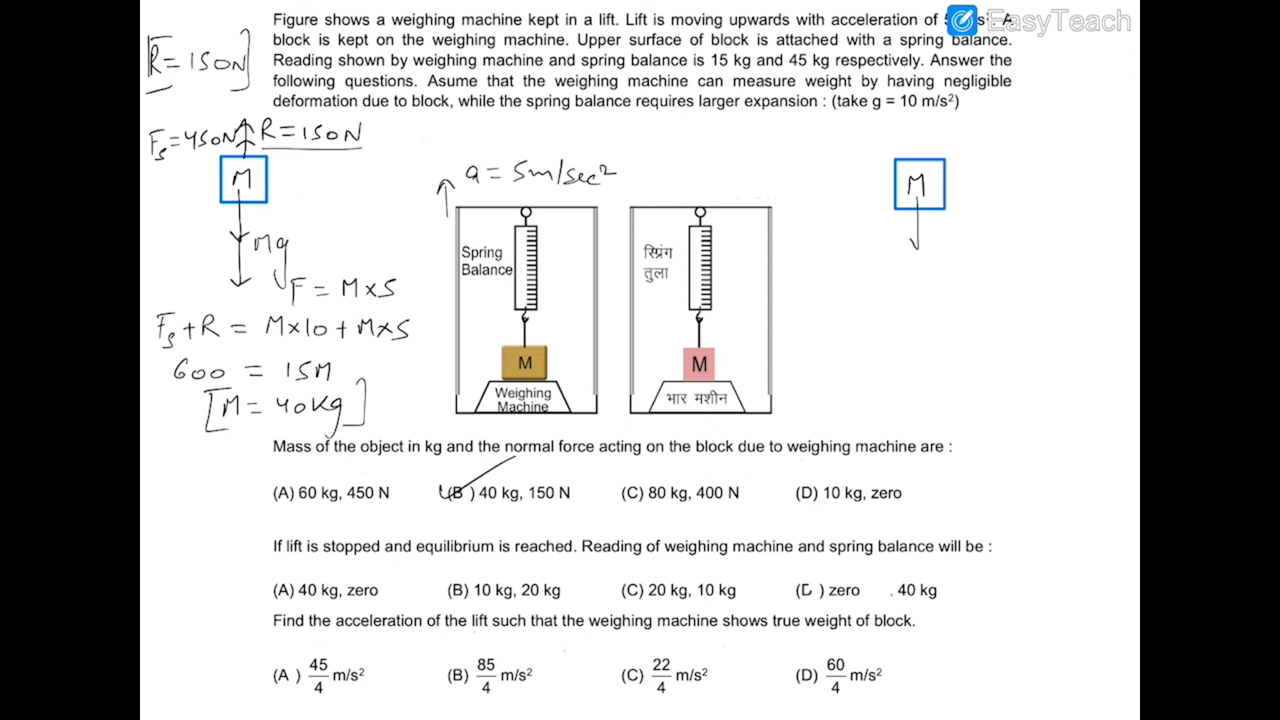 Figure shows a weighing machine kept in a lift. Lift is moving upwards with acceleration of 5 A
EasyTeach
block is kept on the weighing machine. Upper surface of block is attached with a spring balance.
Reading shown by weighing machine and spring balance is 15 kg and 45 kg respectively. Answer the
following questions. Asume that the weighing machine can measure weight by having negligible
deformation due to block, while the spring balance requires larger expansion : (take g = 10 m/s²)
R = 150N
Fs = 450N R = 150N
M
Mg
F = M×5
Fs + R = M×10 + M×5
600 = 15M
[M = 40Kg]
a = 5m/sec²
Spring
Balance
M
Weighing
Machine
स्प्रिंग
तुला
M
भार मशीन
M
Mass of the object in kg and the normal force acting on the block due to weighing machine are :
(A) 60 kg, 450 N (B ) 40 kg, 150 N (C) 80 kg, 400 N (D) 10 kg, zero
If lift is stopped and equilibrium is reached. Reading of weighing machine and spring balance will be :
(A) 40 kg, zero (B) 10 kg, 20 kg (C) 20 kg, 10 kg (D ) zero , 40 kg
Find the acceleration of the lift such that the weighing machine shows true weight of block.
(A ) 45/4 m/s² (B) 85/4 m/s² (C) 22/4 m/s² (D) 60/4 m/s²